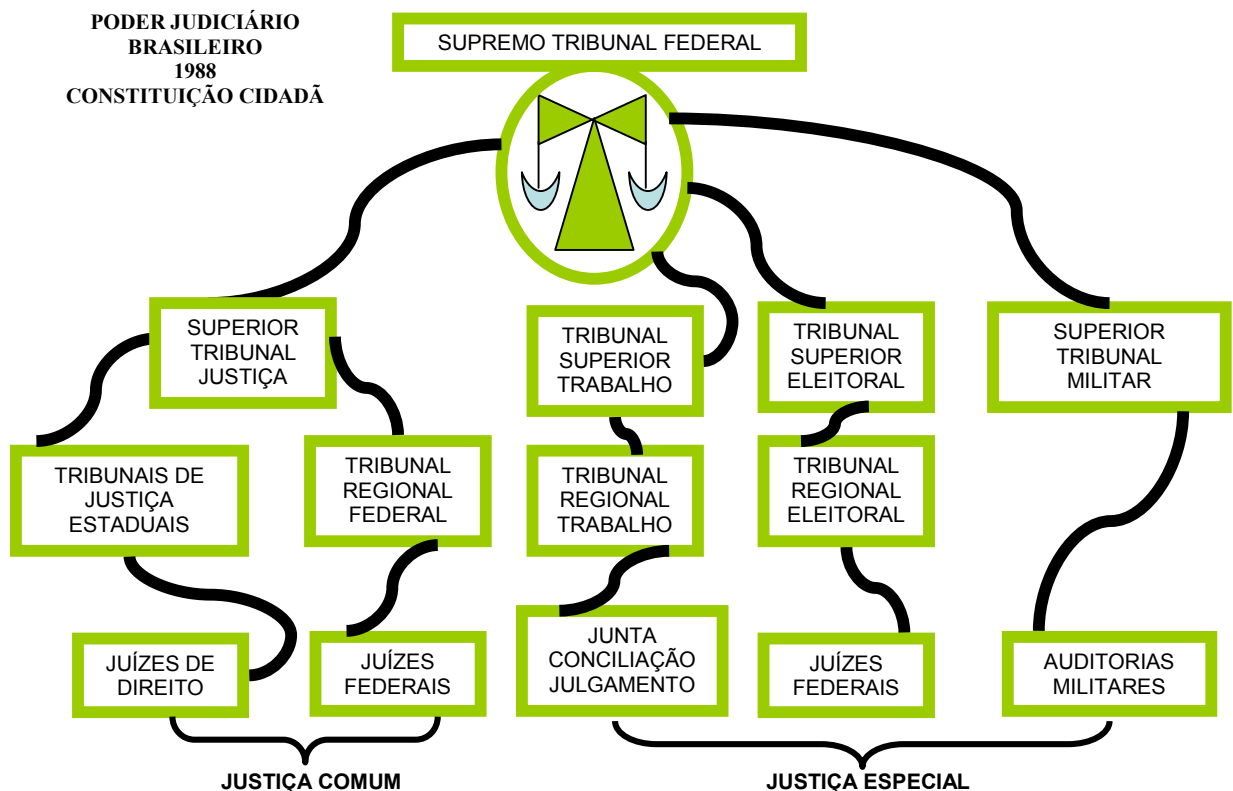 PODER JUDICIÁRIO
BRASILEIRO
1988
CONSTITUIÇÃO CIDADÃ
SUPREMO TRIBUNAL FEDERAL
SUPERIOR
TRIBUNAL
JUSTIÇA
TRIBUNAL
SUPERIOR
TRABALHO
TRIBUNAL
SUPERIOR
ELEITORAL
SUPERIOR
TRIBUNAL
MILITAR
TRIBUNAIS DE
JUSTIÇA
ESTADUAIS
TRIBUNAL
REGIONAL
FEDERAL
TRIBUNAL
REGIONAL
TRABALHO
TRIBUNAL
REGIONAL
ELEITORAL
JUÍZES DE
DIREITO
JUÍZES
FEDERAIS
JUNTA
CONCILIAÇÃO
JULGAMENTO
JUÍZES
FEDERAIS
AUDITORIAS
MILITARES
JUSTIÇA COMUM
JUSTIÇA ESPECIAL